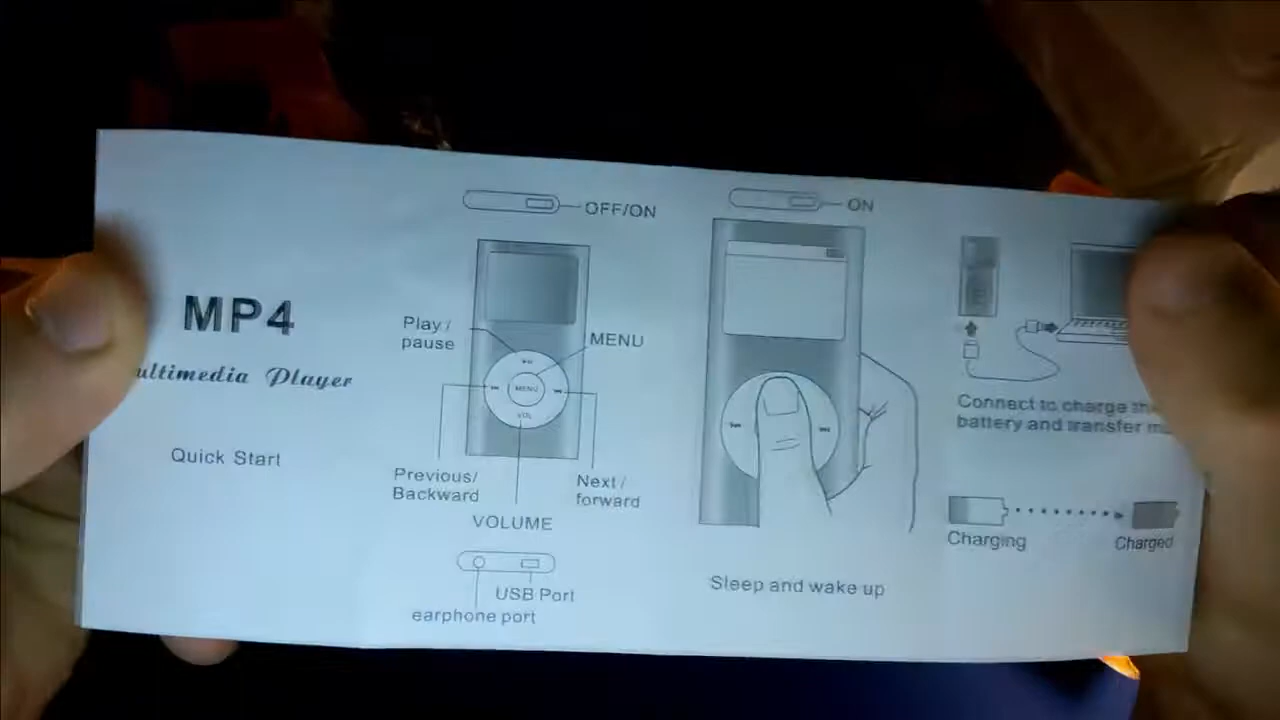 MP4
ultimedia Player
Quick Start
OFF/ON
Play/
pause
MENU
MENU
VOL
Previous/
Backward
Next/
forward
VOLUME
USB Port
earphone port
ON
Sleep and wake up
Connect to charge
battery and transfer
Charging
Charged